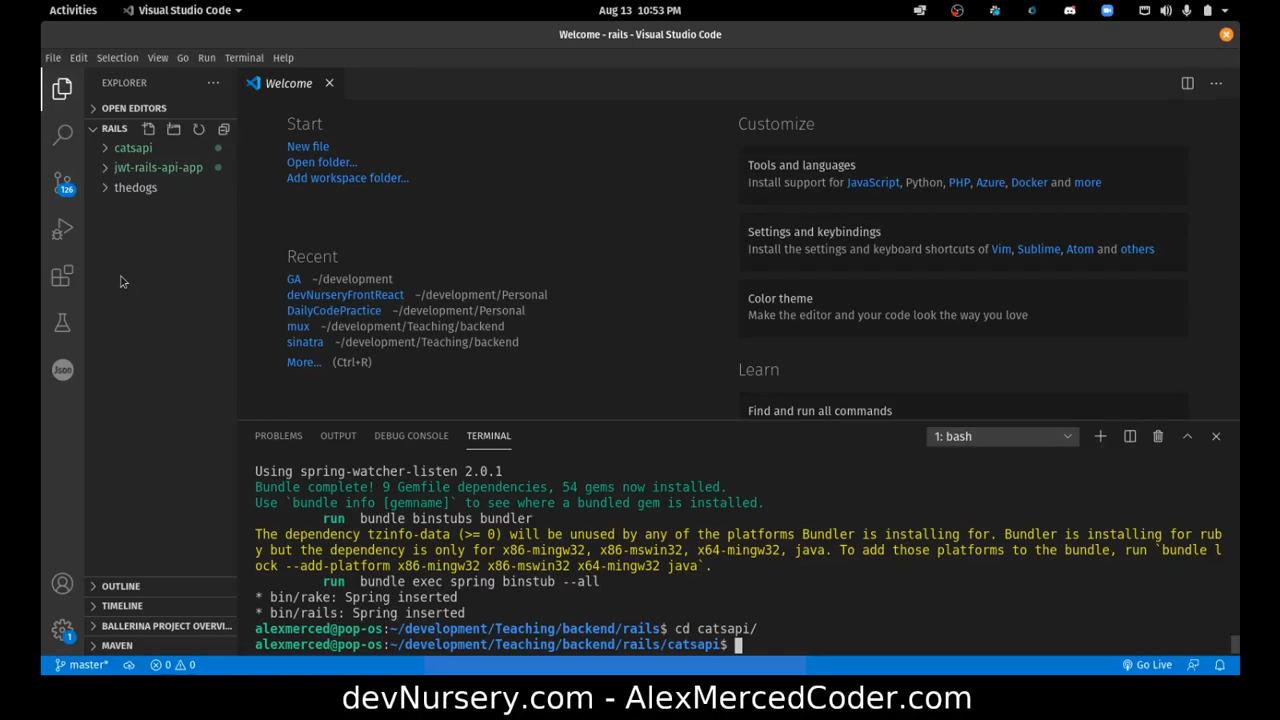 Activities
Visual Studio Code
Aug 13 10:53 PM
Welcome - rails - Visual Studio Code
File Edit Selection View Go Run Terminal Help
EXPLORER
Welcome
OPEN EDITORS
RAILS
catsapi
jwt-rails-api-app
thedogs
126
Json
1
Start
New file
Open folder...
Add workspace folder...
Recent
GA ~/development
devNurseryFrontReact ~/development/Personal
DailyCodePractice ~/development/Personal
mux ~/development/Teaching/backend
sinatra ~/development/Teaching/backend
More... (Ctrl+R)
Customize
Tools and languages
Install support for JavaScript, Python, PHP, Azure, Docker and more
Settings and keybindings
Install the settings and keyboard shortcuts of Vim, Sublime, Atom and others
Color theme
Make the editor and your code look the way you love
Learn
Find and run all commands
PROBLEMS OUTPUT DEBUG CONSOLE TERMINAL
1: bash
Using spring-watcher-listen 2.0.1
Bundle complete! 9 Gemfile dependencies, 54 gems now installed.
Use `bundle info [gemname]` to see where a bundled gem is installed.
run bundle binstubs bundler
The dependency tzinfo-data (>= 0) will be unused by any of the platforms Bundler is installing for. Bundler is installing for rub
y but the dependency is only for x86-mingw32, x86-mswin32, x64-mingw32, java. To add those platforms to the bundle, run `bundle l
ock --add-platform x86-mingw32 x86-mswin32 x64-mingw32 java`.
run bundle exec spring binstub --all
* bin/rake: Spring inserted
* bin/rails: Spring inserted
alexmerced@pop-os:~/development/Teaching/backend/rails$ cd catsapi/
alexmerced@pop-os:~/development/Teaching/backend/rails/catsapi$
OUTLINE
TIMELINE
BALLERINA PROJECT OVERVI...
MAVEN
master* 0 0
Go Live
devNursery.com - AlexMercedCoder.com